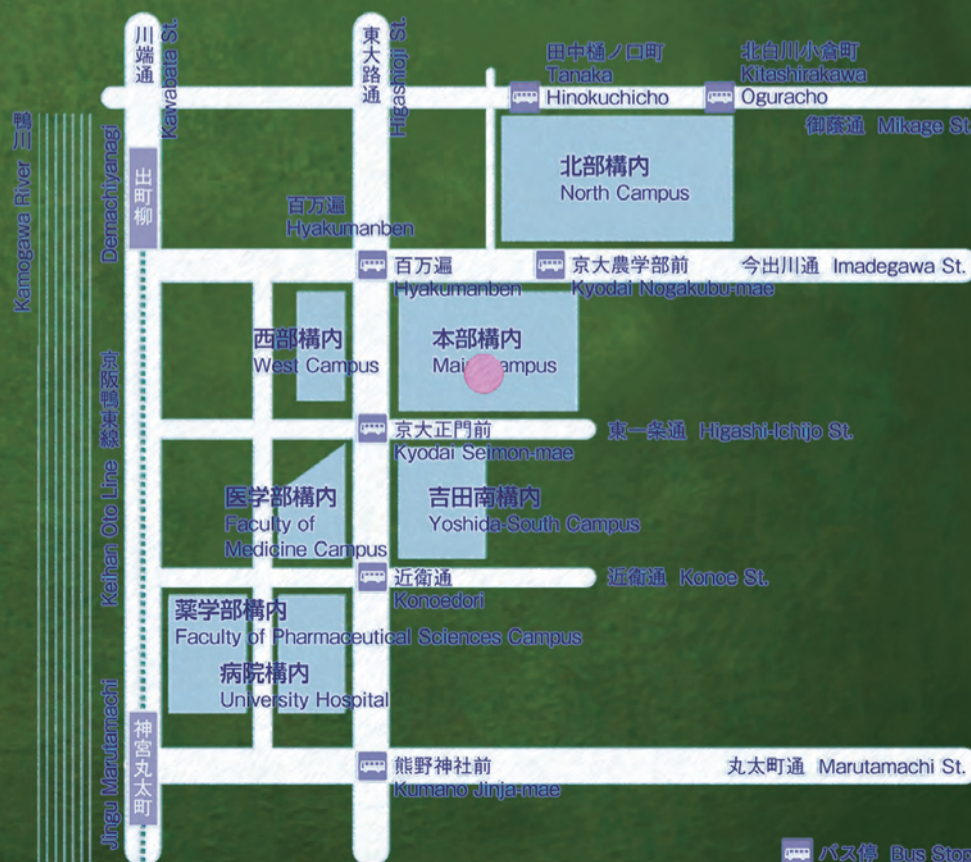 川端通
Kawabata St.
東大路通
Higashioji St.
田中樋ノ口町
Tanaka
Hinokuchicho
北白川小倉町
Kitashirakawa
Oguracho
御蔭通 Mikage St.
鴨川
Kamogawa River
出町柳
Demachiyanagi
北部構内
North Campus
百万遍
Hyakumanben
百万遍
Hyakumanben
京大農学部前
Kyodai Nogakubu-mae
今出川通 Imadegawa St.
西部構内
West Campus
本部構内
Main Campus
京阪鴨東線
Keihan Oto Line
京大正門前
Kyodai Seimon-mae
東一条通 Higashi-Ichijo St.
医学部構内
Faculty of
Medicine Campus
吉田南構内
Yoshida-South Campus
近衛通
Konoedori
近衛通 Konoe St.
薬学部構内
Faculty of Pharmaceutical Sciences Campus
病院構内
University Hospital
神宮丸太町
Jingu Marutamachi
熊野神社前
Kumano Jinja-mae
丸太町通 Marutamachi St.
バス停 Bus Stop